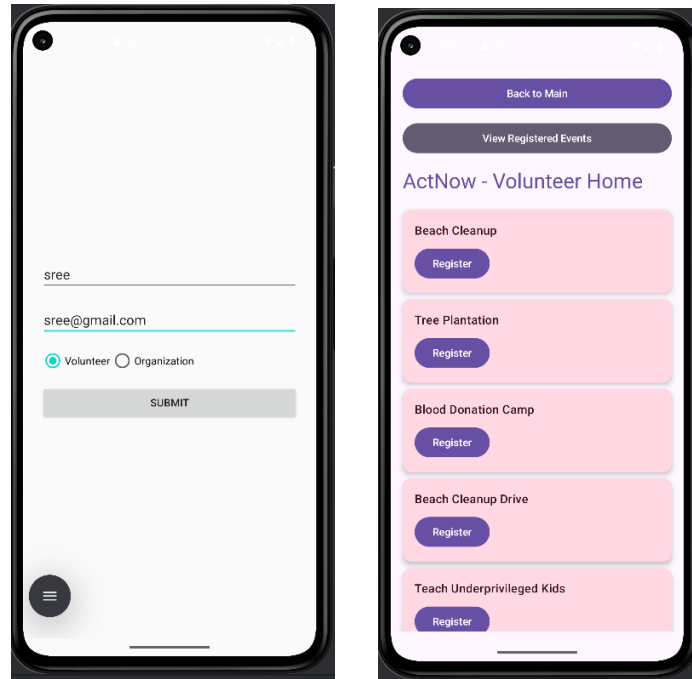 sree
sree@gmail.com
Volunteer Organization
SUBMIT
Back to Main
View Registered Events
ActNow - Volunteer Home
Beach Cleanup
Register
Tree Plantation
Register
Blood Donation Camp
Register
Beach Cleanup Drive
Register
Teach Underprivileged Kids
Register